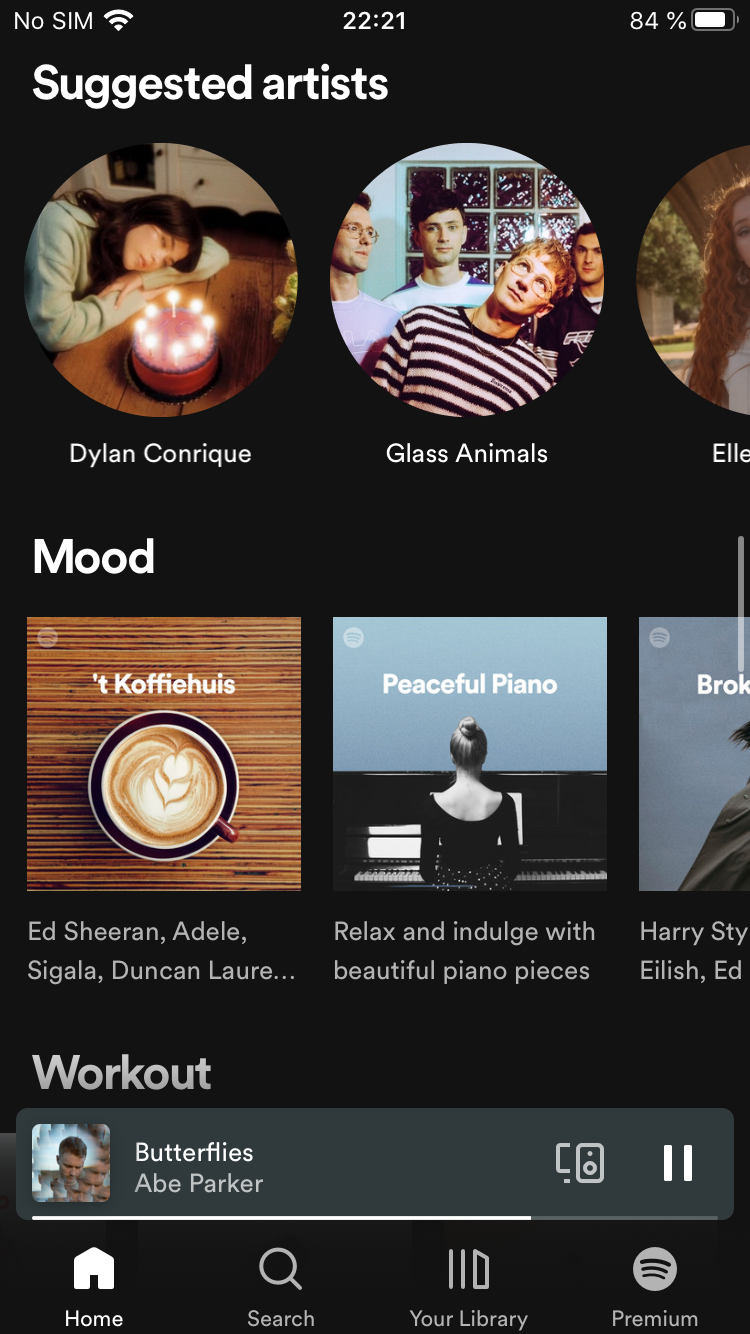 No SIM 22:21 84 %
Suggested artists
Dylan Conrique
Glass Animals
Elle
Mood
't Koffiehuis
Peaceful Piano
Brok
Ed Sheeran, Adele,
Sigala, Duncan Laure...
Relax and indulge with
beautiful piano pieces
Harry Sty
Eilish, Ed
Workout
Butterflies
Abe Parker
Home
Search
Your Library
Premium